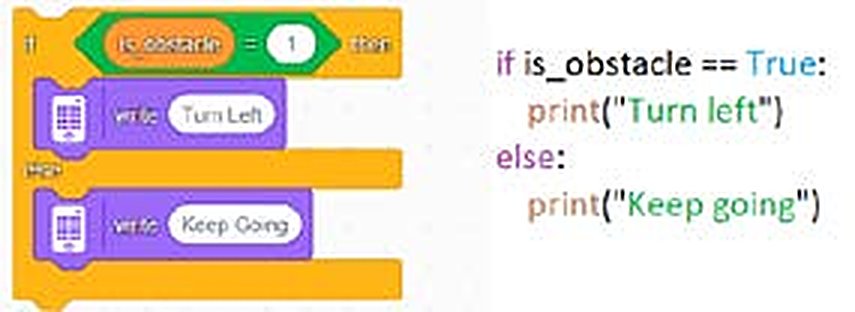 if is_obstacle = 1 then
write Turn Left
else
write Keep Going
if is_obstacle == True:
print("Turn left")
else:
print("Keep going")